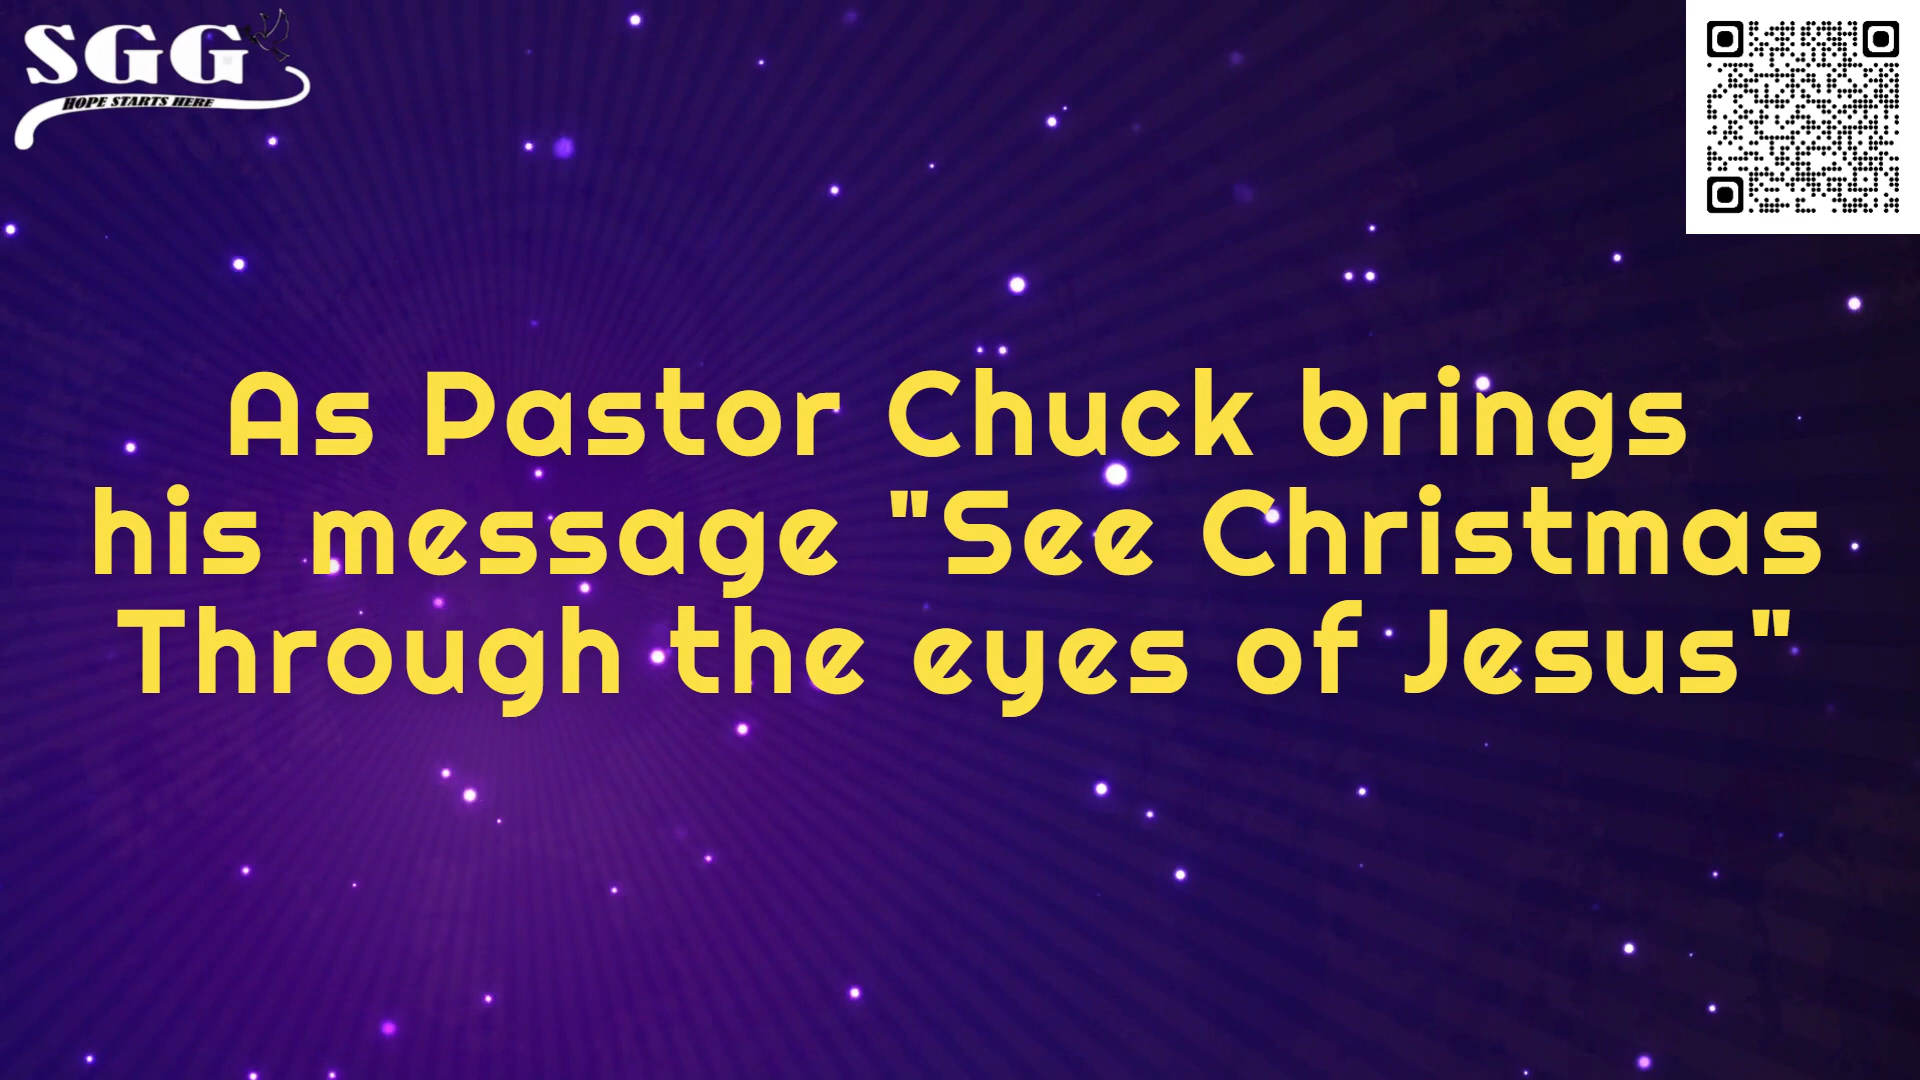 SGG
HOPE STARTS HERE
As Pastor Chuck brings
his message "See Christmas
Through the eyes of Jesus"